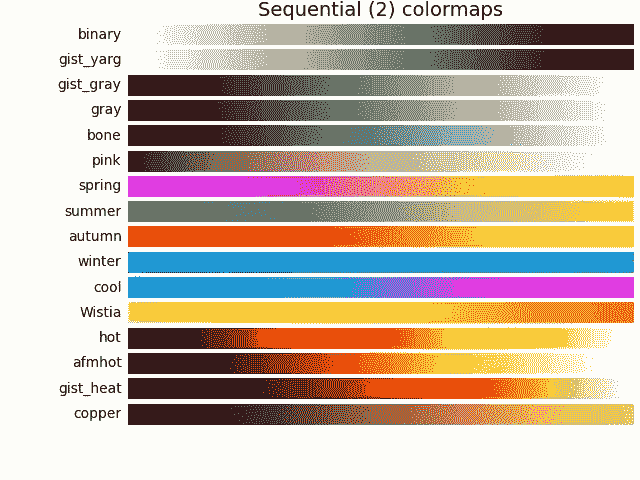 Sequential (2) colormaps
binary
gist_yarg
gist_gray
gray
bone
pink
spring
summer
autumn
winter
cool
Wistia
hot
afmhot
gist_heat
copper